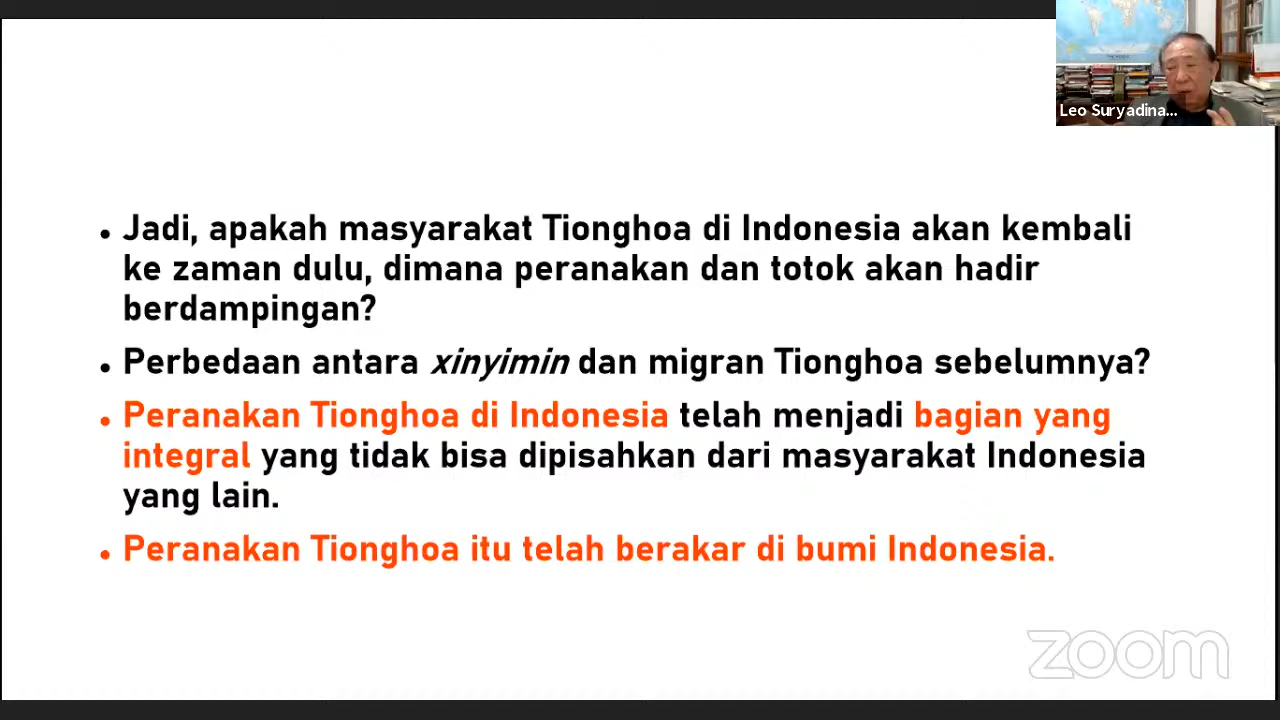 Leo Suryadina...
• Jadi, apakah masyarakat Tionghoa di Indonesia akan kembali
ke zaman dulu, dimana peranakan dan totok akan hadir
berdampingan?
• Perbedaan antara xinyimin dan migran Tionghoa sebelumnya?
• Peranakan Tionghoa di Indonesia telah menjadi bagian yang
integral yang tidak bisa dipisahkan dari masyarakat Indonesia
yang lain.
• Peranakan Tionghoa itu telah berakar di bumi Indonesia.
zoom